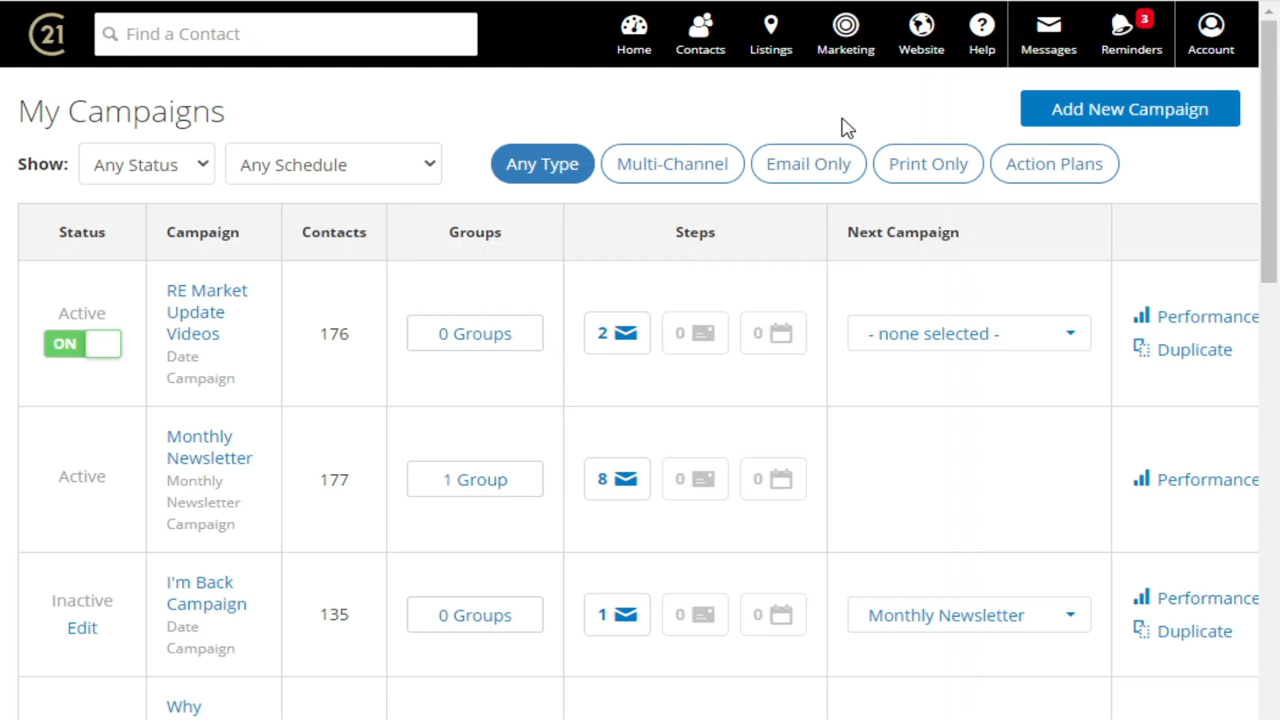 21
Find a Contact
Home
Contacts
Listings
Marketing
Website
Help
Messages
3
Reminders
Account
My Campaigns
Add New Campaign
Show:
Any Status
Any Schedule
Any Type
Multi-Channel
Email Only
Print Only
Action Plans
Status
Campaign
Contacts
Groups
Steps
Next Campaign
Active
ON
RE Market
Update
Videos
Date
Campaign
176
0 Groups
2
0
0
- none selected -
Performance
Duplicate
Active
Monthly
Newsletter
Monthly
Newsletter
Campaign
177
1 Group
8
0
0
Performance
Inactive
Edit
I'm Back
Campaign
Date
Campaign
135
0 Groups
1
0
0
Monthly Newsletter
Performance
Duplicate
Why